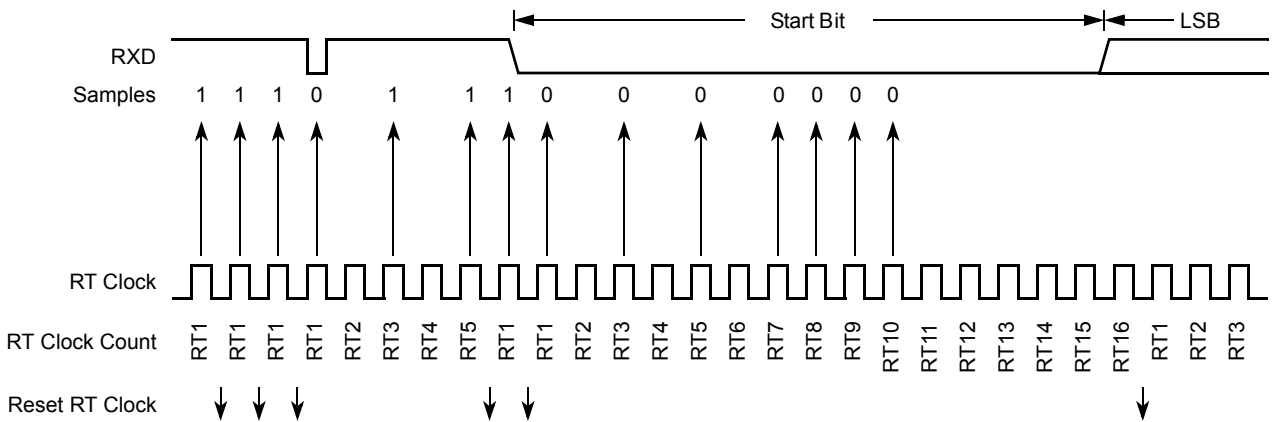 Start Bit LSB
RXD
Samples 1 1 1 0 1 1 1 0 0 0 0 0 0 0
RT Clock
RT Clock Count RT1 RT1 RT1 RT1 RT2 RT3 RT4 RT5 RT1 RT1 RT2 RT3 RT4 RT5 RT6 RT7 RT8 RT9 RT10 RT11 RT12 RT13 RT14 RT15 RT16 RT1 RT2 RT3
Reset RT Clock